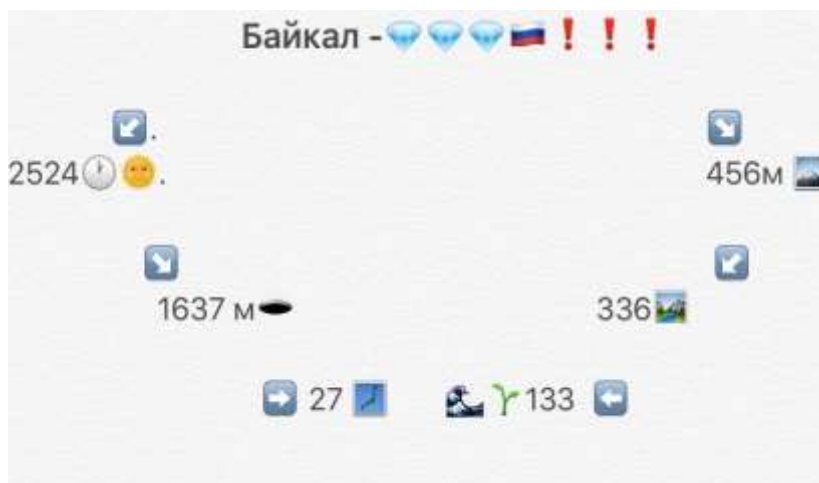 Байкал -💎💎💎🇷🇺❗❗❗
↙️. ↘️
2524🕐🌞. 456м 🗻
↘️ ↙️
1637 м🕳️ 336🏞️
➡️ 27 🗾 🌊🌱133 ⬅️